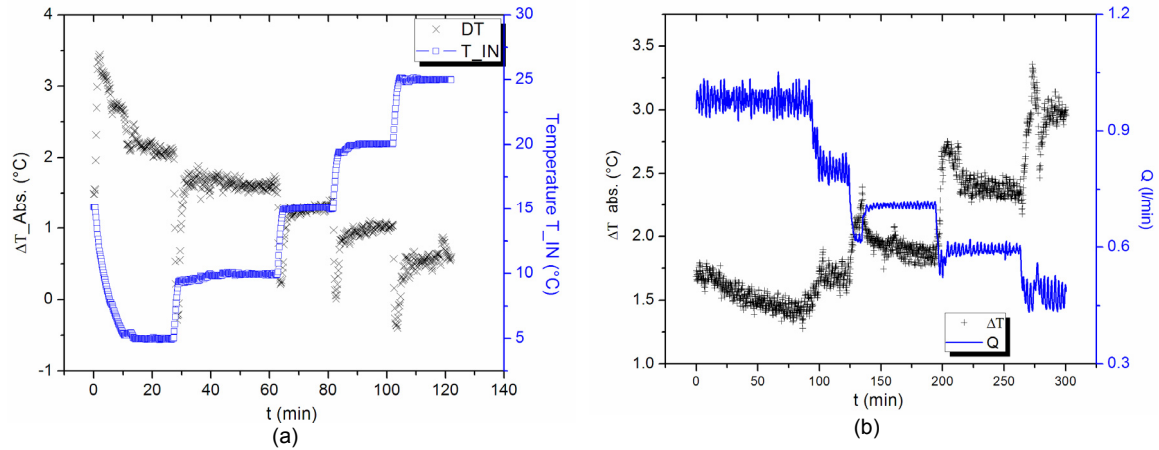 4
3
2
1
0
-1
ΔT_Abs. (°C)
DT
T_IN
30
25
20
15
10
5
Temperature T_IN (°C)
0 20 40 60 80 100 120 140
t (min)
(a)
3.5
3.0
2.5
2.0
1.5
1.0
ΔT abs. (°C)
1.2
0.9
0.6
0.3
Q (l/min)
ΔT
Q
0 50 100 150 200 250 300
t (min)
(b)